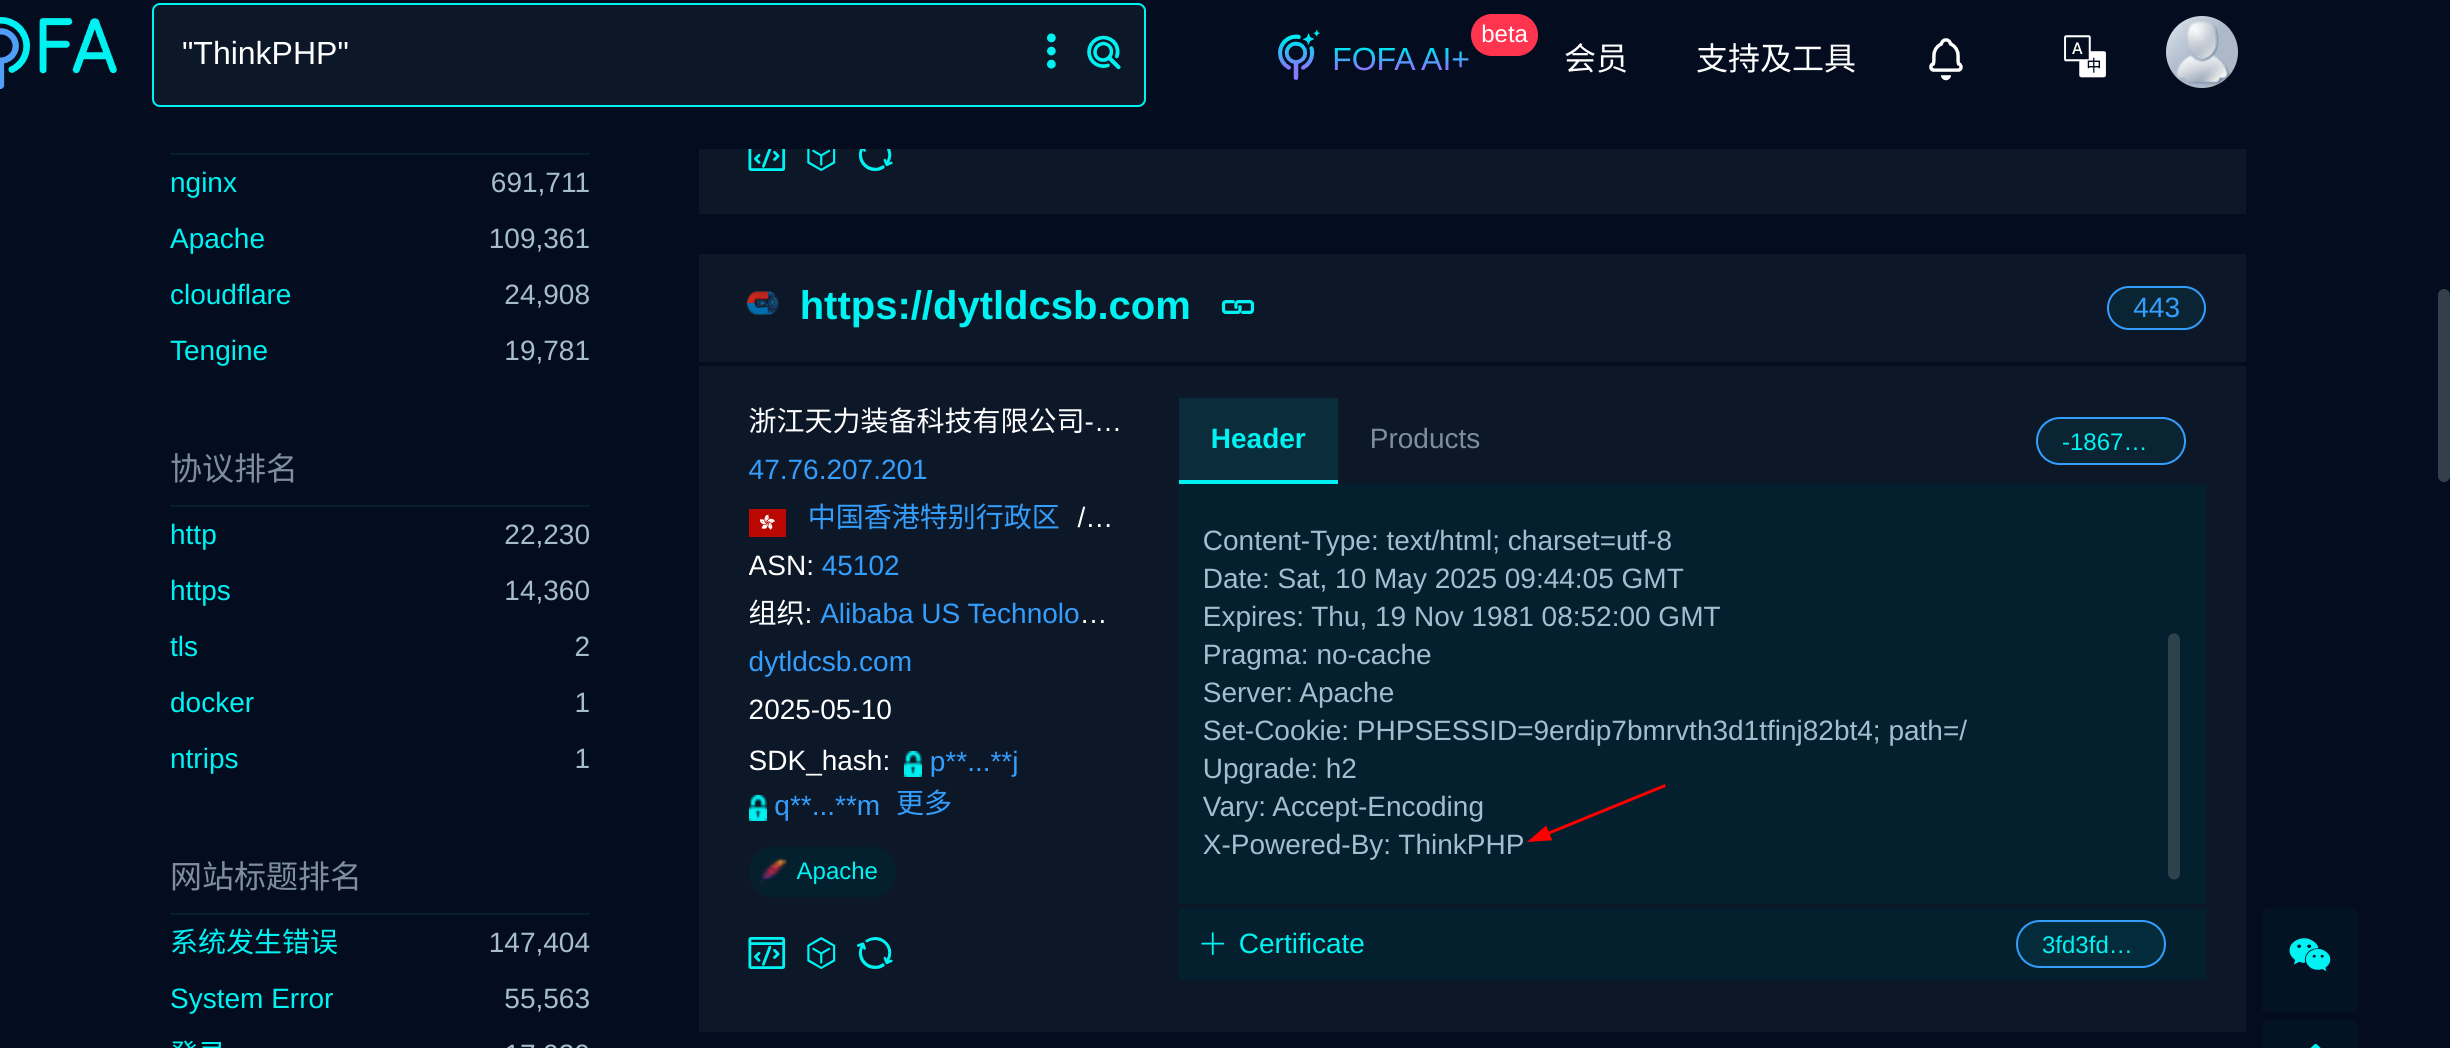 FOFA
"ThinkPHP"
FOFA AI+
beta
会员
支持及工具
nginx 691,711
Apache 109,361
cloudflare 24,908
Tengine 19,781
协议排名
http 22,230
https 14,360
tls 2
docker 1
ntrips 1
网站标题排名
系统发生错误 147,404
System Error 55,563
https://dytldcsb.com
443
浙江天力装备科技有限公司-...
47.76.207.201
中国香港特别行政区 /...
ASN: 45102
组织: Alibaba US Technolo...
dytldcsb.com
2025-05-10
SDK_hash: p**...**j
q**...**m 更多
Apache
Header
Products
-1867...
Content-Type: text/html; charset=utf-8
Date: Sat, 10 May 2025 09:44:05 GMT
Expires: Thu, 19 Nov 1981 08:52:00 GMT
Pragma: no-cache
Server: Apache
Set-Cookie: PHPSESSID=9erdip7bmrvth3d1tfinj82bt4; path=/
Upgrade: h2
Vary: Accept-Encoding
X-Powered-By: ThinkPHP
Certificate
3fd3fd...